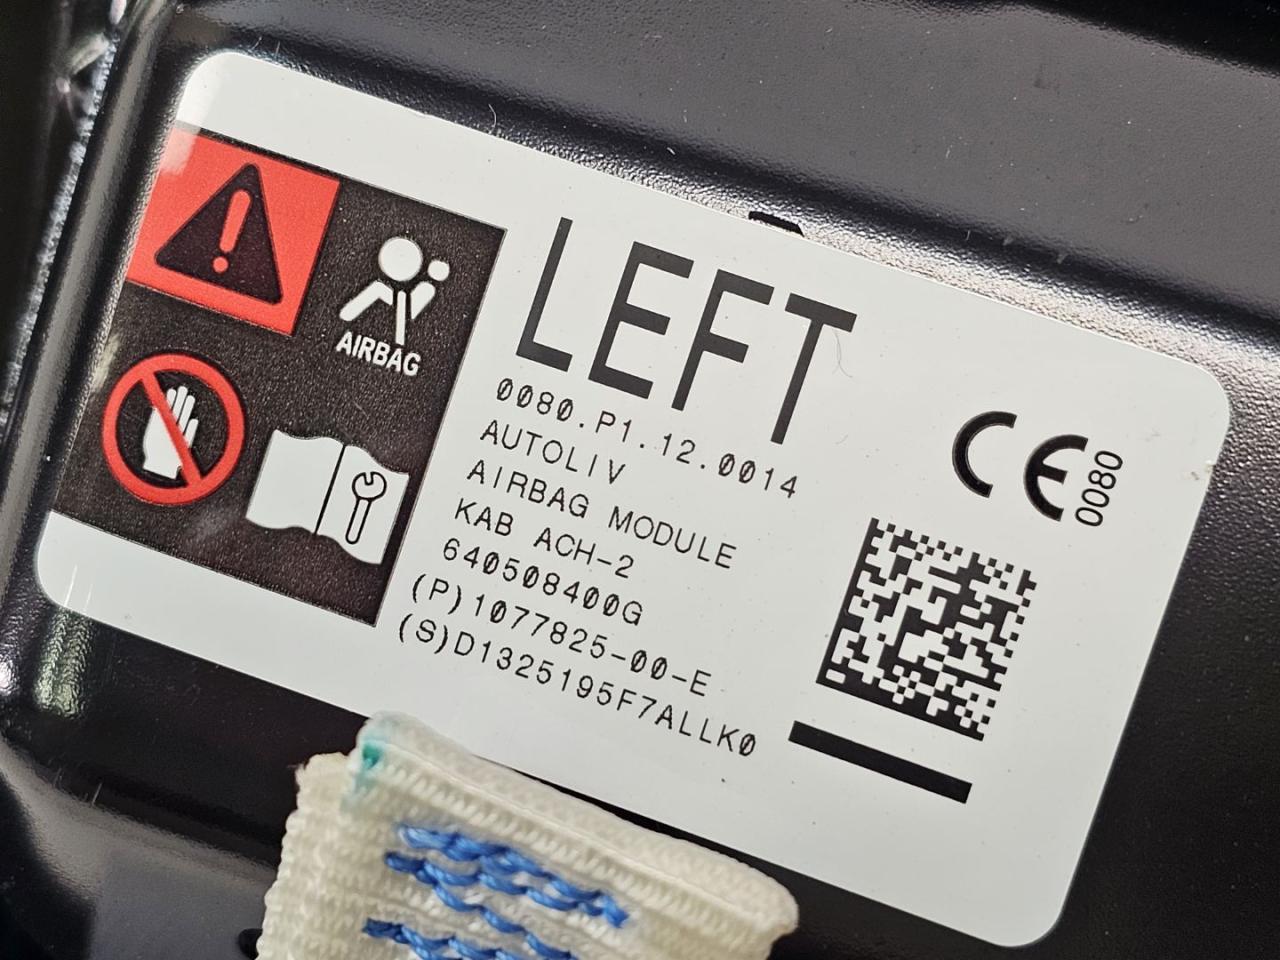 AIRBAG
LEFT
0080.P1.12.0014
AUTOLIV
AIRBAG MODULE
KAB ACH-2
640508400G
(P)1077825-00-E
(S)D1325195F7ALLK0
CE 0080